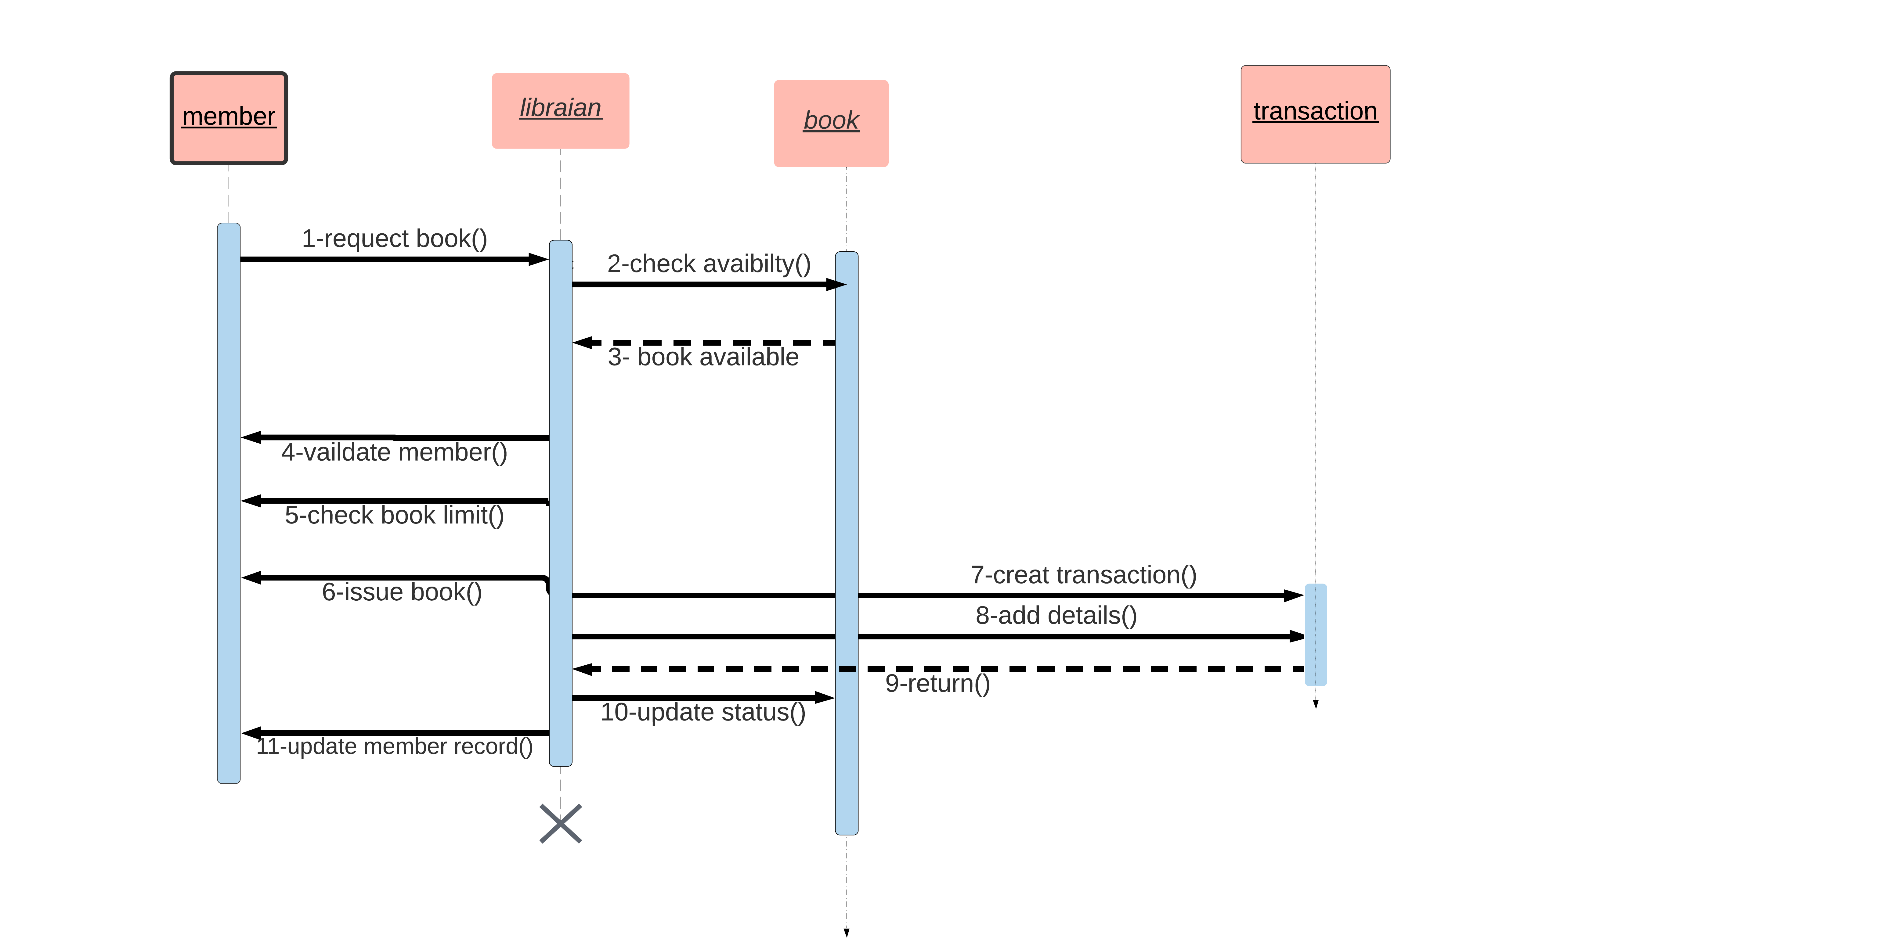 member
libraian
book
transaction
1-requect book()
2-check avaibilty()
3- book available
4-vaildate member()
5-check book limit()
6-issue book()
7-creat transaction()
8-add details()
9-return()
10-update status()
11-update member record()